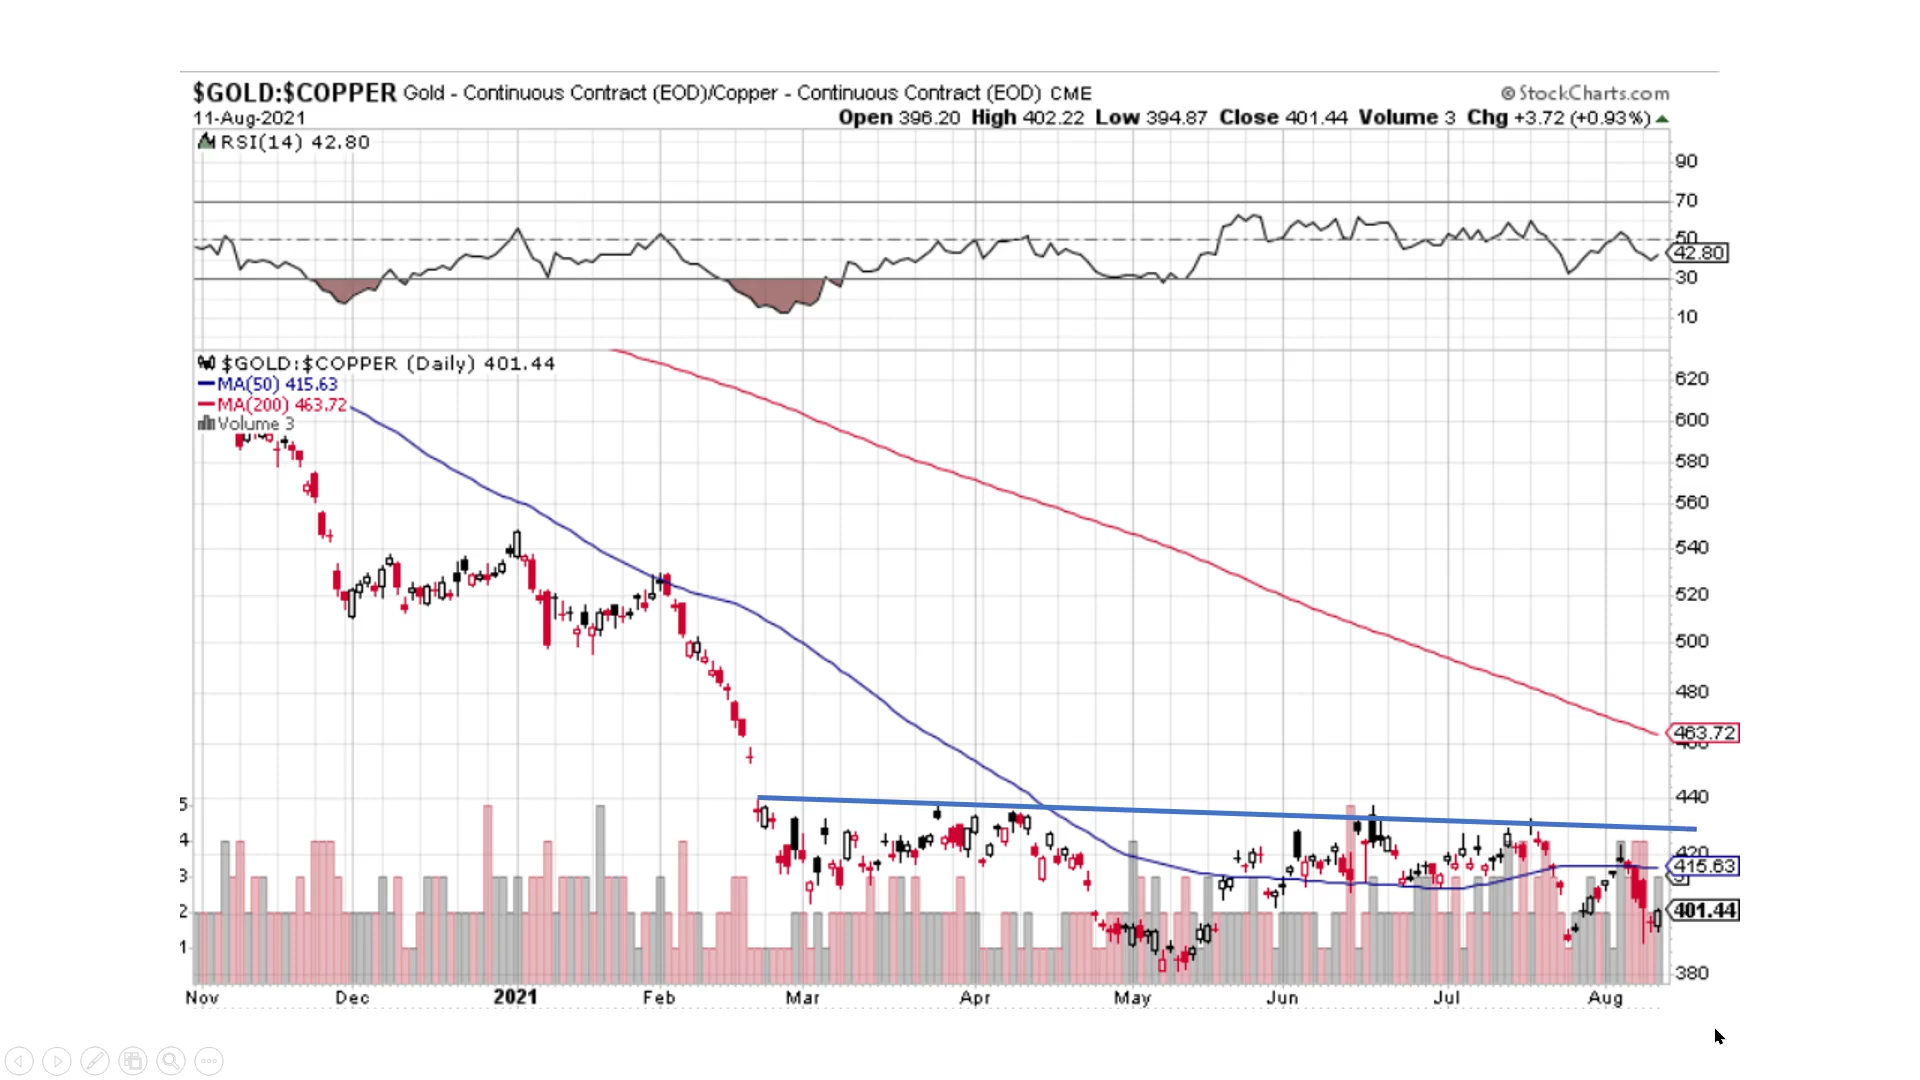 $GOLD:$COPPER Gold - Continuous Contract (EOD)/Copper - Continuous Contract (EOD) CME
© StockCharts.com
11-Aug-2021
Open 396.20 High 402.22 Low 394.87 Close 401.44 Volume 3 Chg +3.72 (+0.93%)
RSI(14) 42.80
90
70
50
42.80
30
10
$GOLD:$COPPER (Daily) 401.44
MA(50) 415.63
MA(200) 463.72
Volume 3
620
600
580
560
540
520
500
480
463.72
460
440
420
415.63
401.44
380
5
4
3
2
1
Nov Dec 2021 Feb Mar Apr May Jun Jul Aug